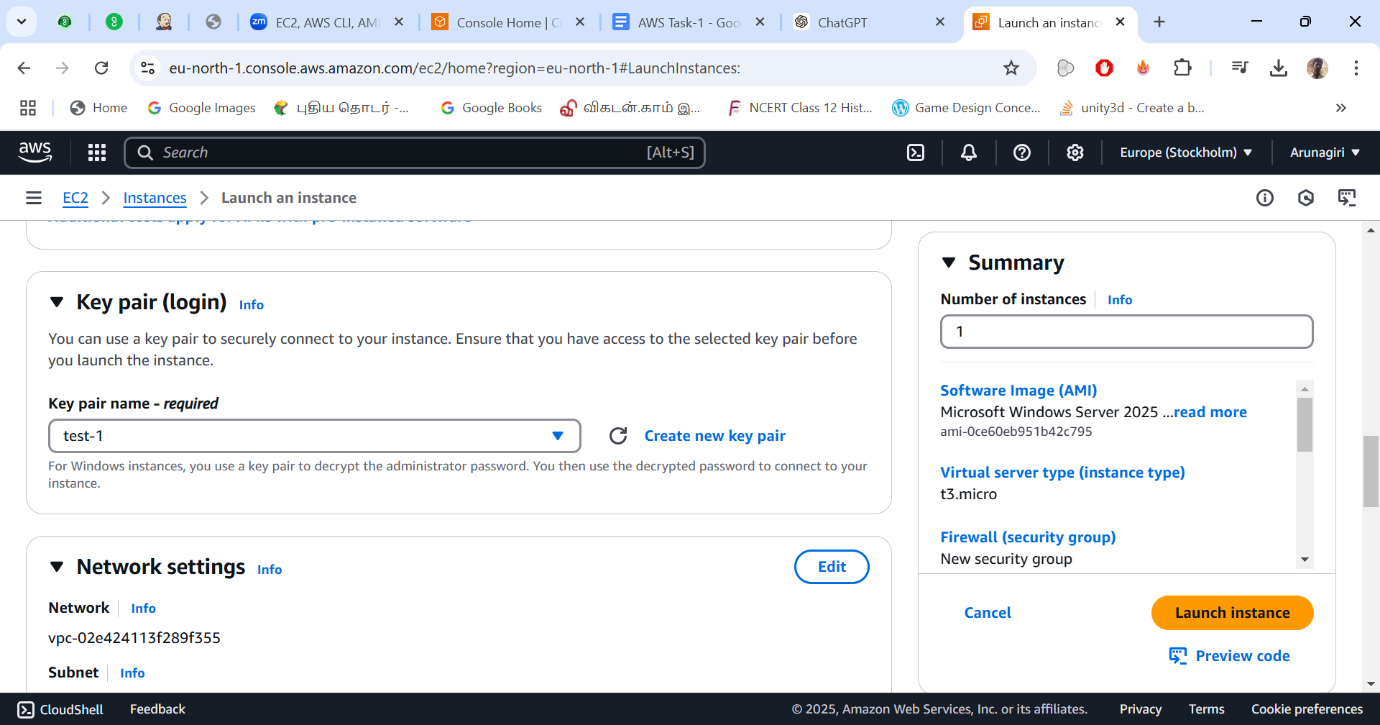 EC2, AWS CLI, AMI
Console Home | C
AWS Task-1 - Goo
ChatGPT
Launch an instanc
eu-north-1.console.aws.amazon.com/ec2/home?region=eu-north-1#LaunchInstances:
Home
Google Images
புதிய தொடர் -...
Google Books
விகடன்.காம் இ...
NCERT Class 12 Hist...
Game Design Conce...
unity3d - Create a b...
aws
Search
[Alt+S]
Europe (Stockholm)
Arunagiri
EC2
Instances
Launch an instance
Key pair (login)
Info
You can use a key pair to securely connect to your instance. Ensure that you have access to the selected key pair before
you launch the instance.
Key pair name - required
test-1
Create new key pair
For Windows instances, you use a key pair to decrypt the administrator password. You then use the decrypted password to connect to your
instance.
Network settings
Info
Edit
Network
Info
vpc-02e424113f289f355
Subnet
Info
Summary
Number of instances
Info
1
Software Image (AMI)
Microsoft Windows Server 2025 ...read more
ami-0ce60eb951b42c795
Virtual server type (instance type)
t3.micro
Firewall (security group)
New security group
Cancel
Launch instance
Preview code
CloudShell
Feedback
© 2025, Amazon Web Services, Inc. or its affiliates.
Privacy
Terms
Cookie preferences